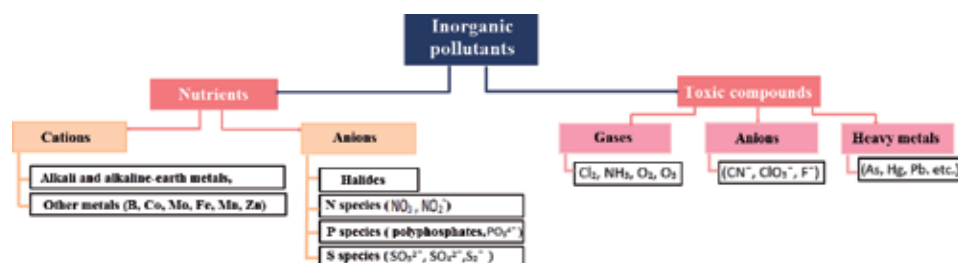 Inorganic
pollutants
Nutrients
Toxic compounds
Cations
Anions
Gases
Anions
Heavy metals
Alkali and alkaline-earth metals,
Other metals (B, Co, Mo, Fe, Mn, Zn)
Halides
N species (NO₃, NO₂⁻)
P species ( polyphosphates, PO₃⁴⁻)
S species (SO₃²⁻, SO₄²⁻, S₂⁻ )
Cl₂, NH₃, O₂, O₃
(CN⁻, ClO₃⁻, F⁻)
(As, Hg, Pb. etc.)